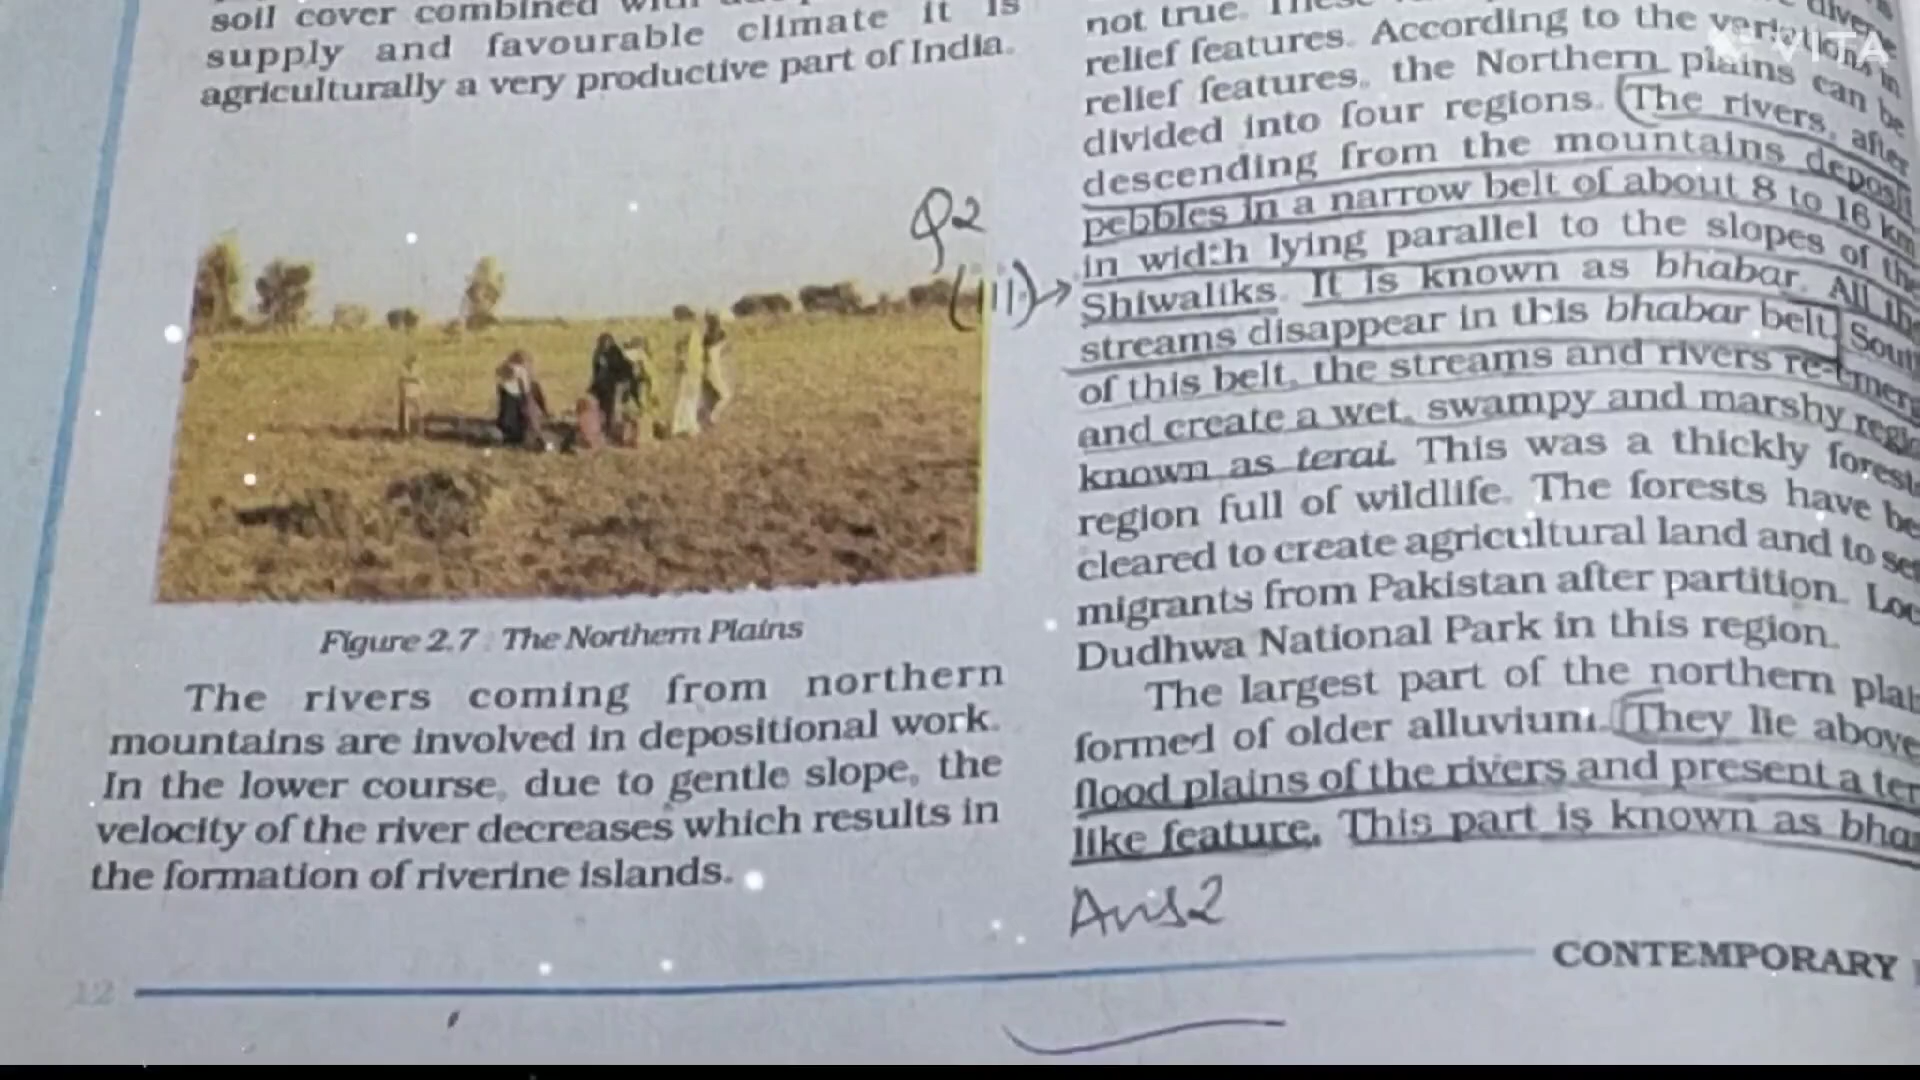 soil cover combined with
supply and favourable climate it is
agriculturally a very productive part of India.
Figure 2.7 : The Northern Plains
The rivers coming from northern
mountains are involved in depositional work.
In the lower course, due to gentle slope, the
velocity of the river decreases which results in
the formation of riverine islands.
12
not true.
relief features. According to the variations in
relief features, the Northern plains can be
divided into four regions. The rivers, after
descending from the mountains deposit
pebbles in a narrow belt of about 8 to 16 km
in width lying parallel to the slopes of the
Shiwaliks. It is known as bhabar. All the
streams disappear in this bhabar belt. South
of this belt, the streams and rivers re-emerg
and create a wet, swampy and marshy regio
known as terai. This was a thickly forest
region full of wildlife. The forests have be
cleared to create agricultural land and to set
migrants from Pakistan after partition. Loc
Dudhwa National Park in this region.
The largest part of the northern plai
formed of older alluvium. They lie above
flood plains of the rivers and present a ter
like feature. This part is known as bha
Q2
(iii)→
Ans2
CONTEMPORARY
VITA